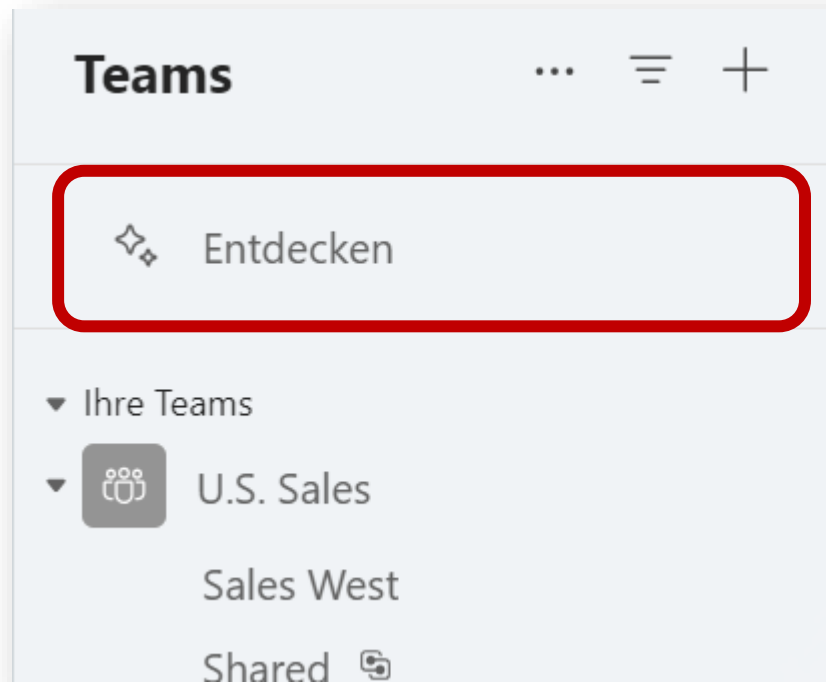 Teams
Entdecken
Ihre Teams
U.S. Sales
Sales West
Shared